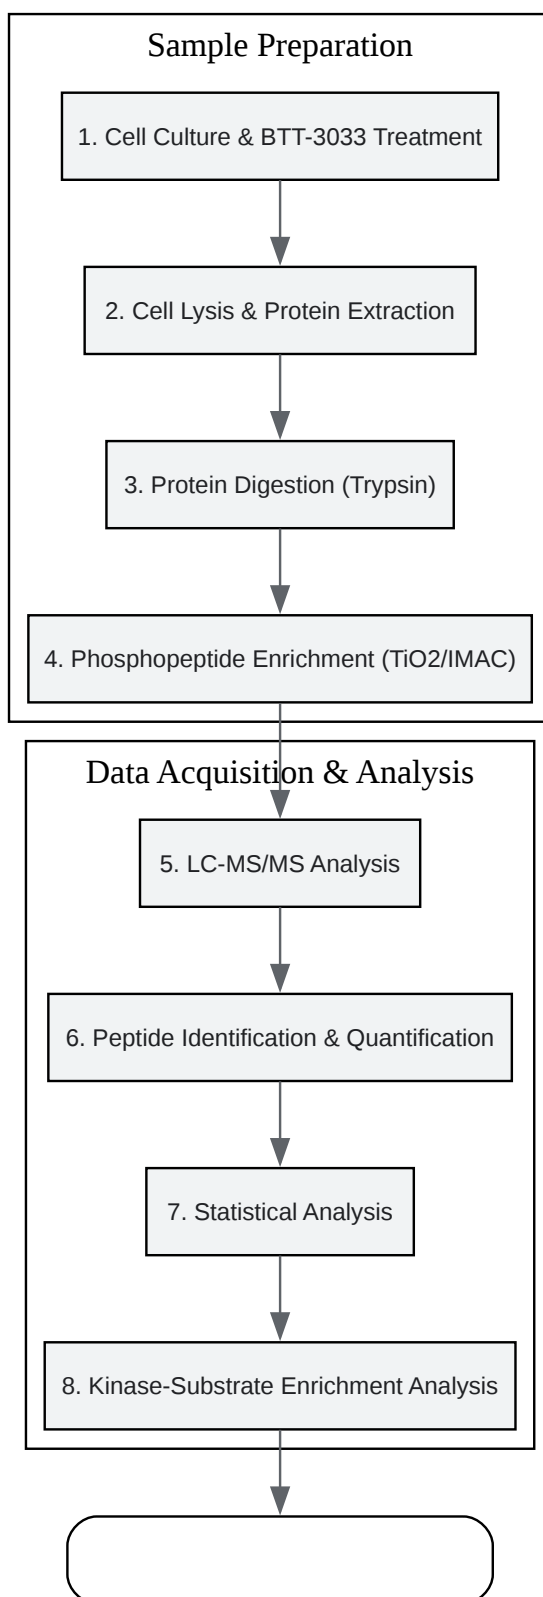 Sample Preparation
1. Cell Culture & BTT-3033 Treatment
2. Cell Lysis & Protein Extraction
3. Protein Digestion (Trypsin)
4. Phosphopeptide Enrichment (TiO2/IMAC)
Data Acquisition & Analysis
5. LC-MS/MS Analysis
6. Peptide Identification & Quantification
7. Statistical Analysis
8. Kinase-Substrate Enrichment Analysis